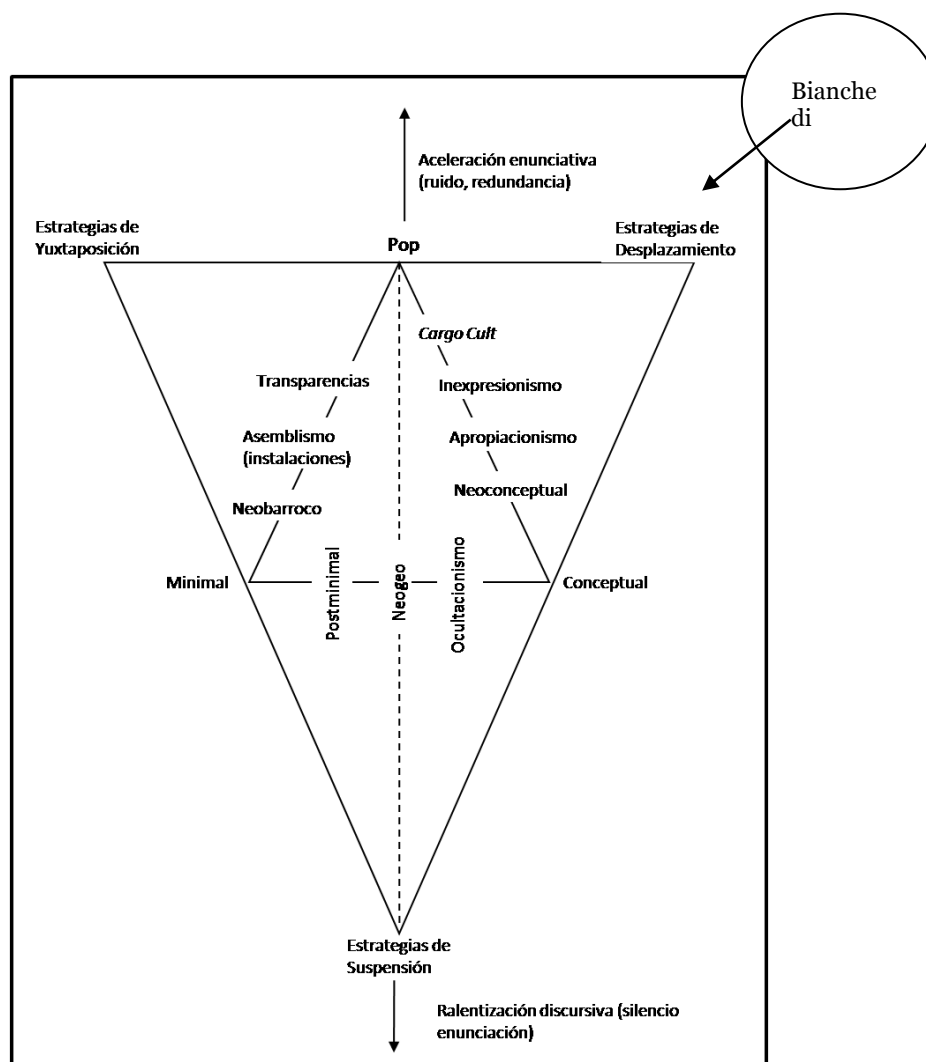 Bianche
di
Aceleración enunciativa
(ruido, redundancia)
Estrategias de
Yuxtaposición
Pop
Estrategias de
Desplazamiento
Cargo Cult
Transparencias
Inexpresionismo
Asemblismo
(instalaciones)
Apropiacionismo
Neobarroco
Neoconceptual
Minimal
Postminimal
Neogeo
Ocultacionismo
Conceptual
Estrategias de
Suspensión
Ralentización discursiva (silencio
enunciación)